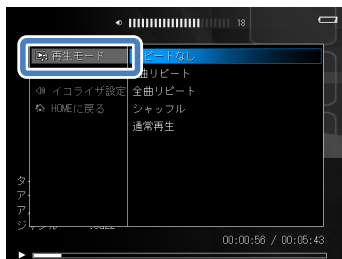 18
再生モード
リピートなし
曲リピート
イコライザ設定 全曲リピート
HOMEに戻る シャッフル
通常再生
00:00:56 / 00:05:43